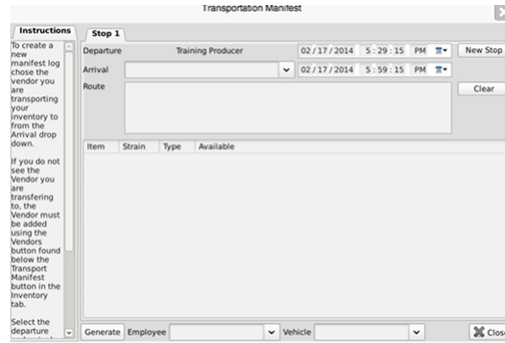 Transportation Manifest
Instructions
Stop 1
To create a
new
manifest log
chose the
vendor you
are
transporting
your
inventory to
from the
Arrival drop
down.
If you do not
see the
Vendor you
are
transfering
to, the
Vendor must
be added
using the
Vendors
button found
below the
Transport
Manifest
button in the
Inventory
tab.
Select the
departure
Departure Training Producer 02/17/2014 5:29:15 PM New Stop
Arrival 02/17/2014 5:59:15 PM
Route Clear
Item Strain Type Available
Generate Employee Vehicle Close